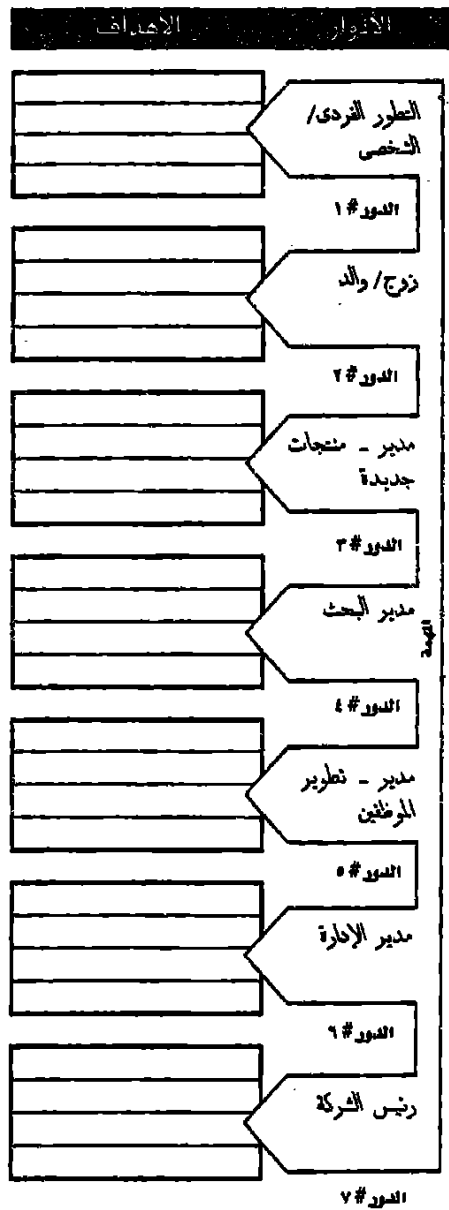 الأدوار الأهداف
التطور الفردى/
الشخصى
الدور#١
زوج/ والد
الدور#٢
مدير ـ منتجات
جديدة
الدور#٣
مدير البحث
الدور#٤
مدير ـ تطوير
الموظفين
الدور#٥
مدير الإدارة
الدور#٦
رئيس الشركة
الدور#٧
المهمة